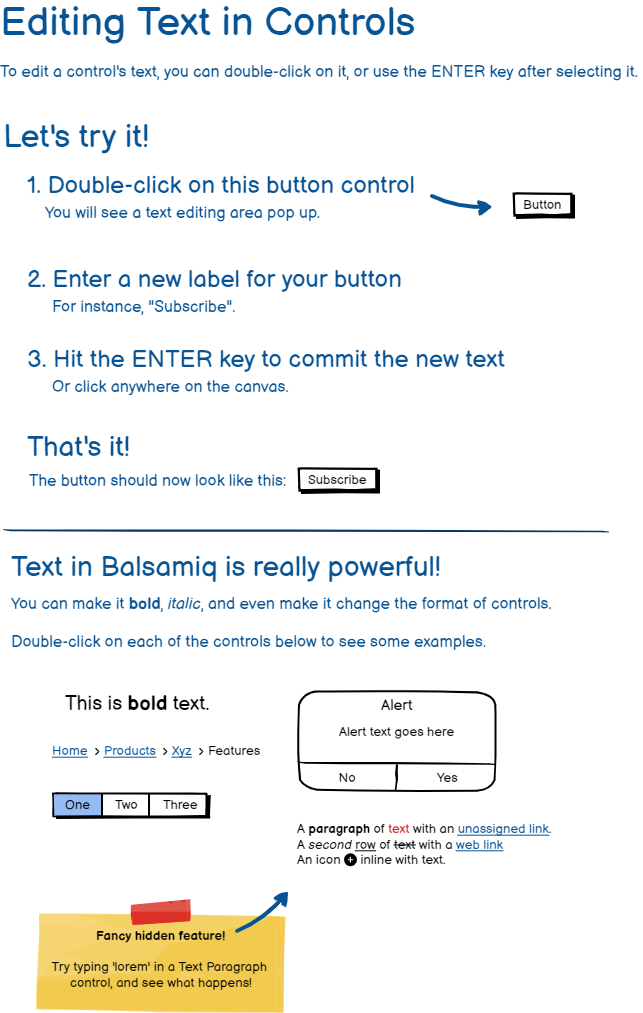 Editing Text in Controls
To edit a control's text, you can double-click on it, or use the ENTER key after selecting it.
Let's try it!
1. Double-click on this button control
You will see a text editing area pop up.
Button
2. Enter a new label for your button
For instance, "Subscribe".
3. Hit the ENTER key to commit the new text
Or click anywhere on the canvas.
That's it!
The button should now look like this: Subscribe
Text in Balsamiq is really powerful!
You can make it bold, italic, and even make it change the format of controls.
Double-click on each of the controls below to see some examples.
This is bold text.
Home > Products > Xyz > Features
One Two Three
Alert
Alert text goes here
No Yes
A paragraph of text with an unassigned link.
A second row of text with a web link
An icon + inline with text.
Fancy hidden feature!
Try typing 'lorem' in a Text Paragraph
control, and see what happens!